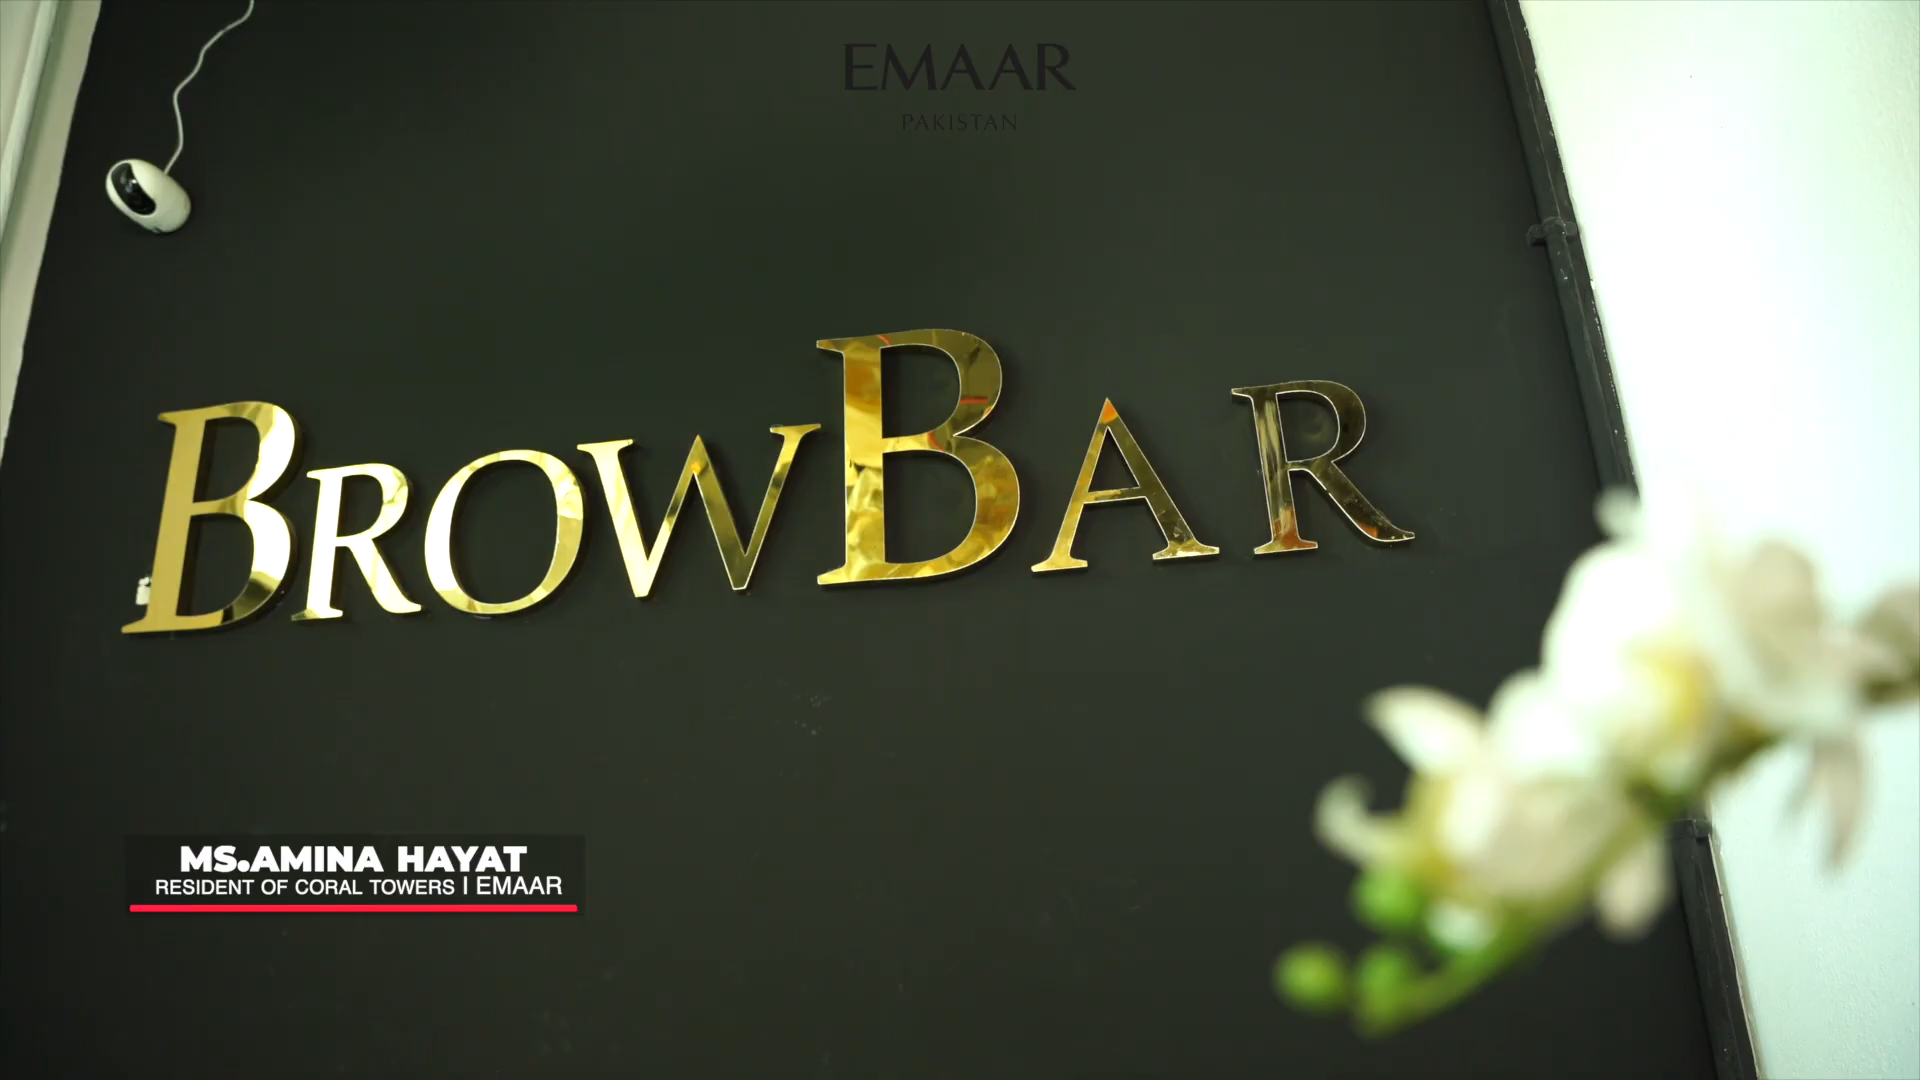 EMAAR
PAKISTAN
BROWBAR
MS.AMINA HAYAT
RESIDENT OF CORAL TOWERS | EMAAR